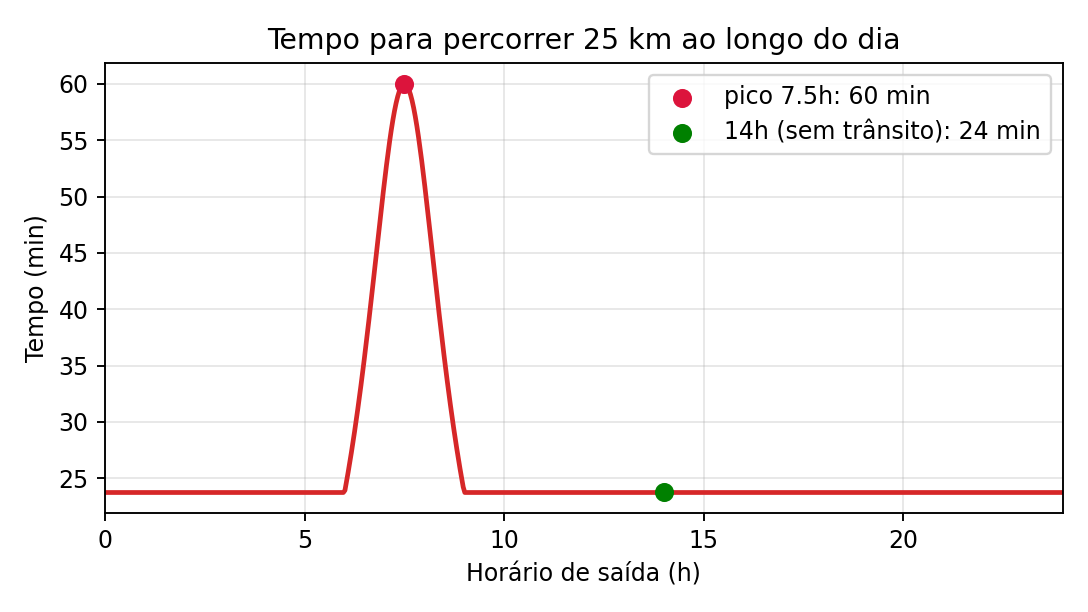 Tempo para percorrer 25 km ao longo do dia
pico 7.5h: 60 min
14h (sem trânsito): 24 min
Tempo (min)
60
55
50
45
40
35
30
25
0 5 10 15 20
Horário de saída (h)